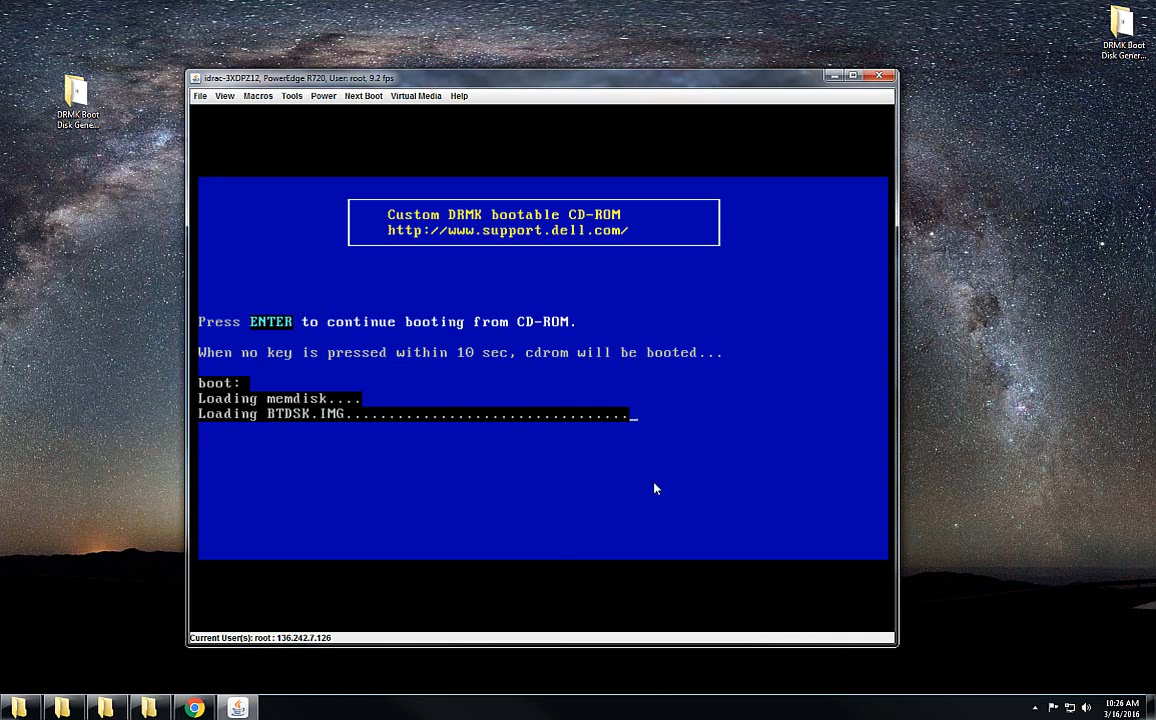 DRMK Boot
Disk Gener...
DRMK Boot
Disk Gene...
idrac-3XDPZ12, PowerEdge R720, User: root, 9.2 fps
File View Macros Tools Power Next Boot Virtual Media Help
Custom DRMK bootable CD-ROM
http://www.support.dell.com/
Press ENTER to continue booting from CD-ROM.
When no key is pressed within 10 sec, cdrom will be booted...
boot:
Loading memdisk....
Loading BTDSK.IMG................................._
Current User(s): root : 136.242.7.126
10:26 AM
3/16/2016